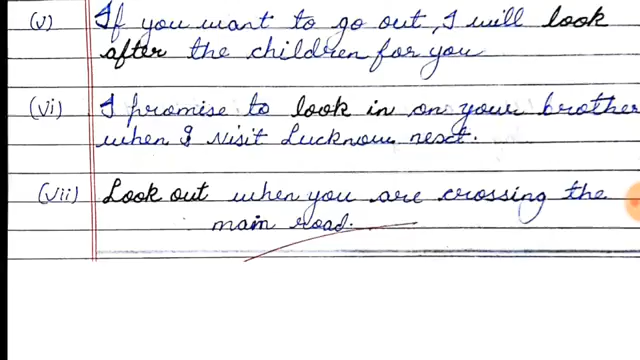 (v) If you want to go out, I will look
after the children for you
(vi) I promise to look in on your brother
when I visit Lucknow next.
(vii) Look out when you are crossing the
main road.